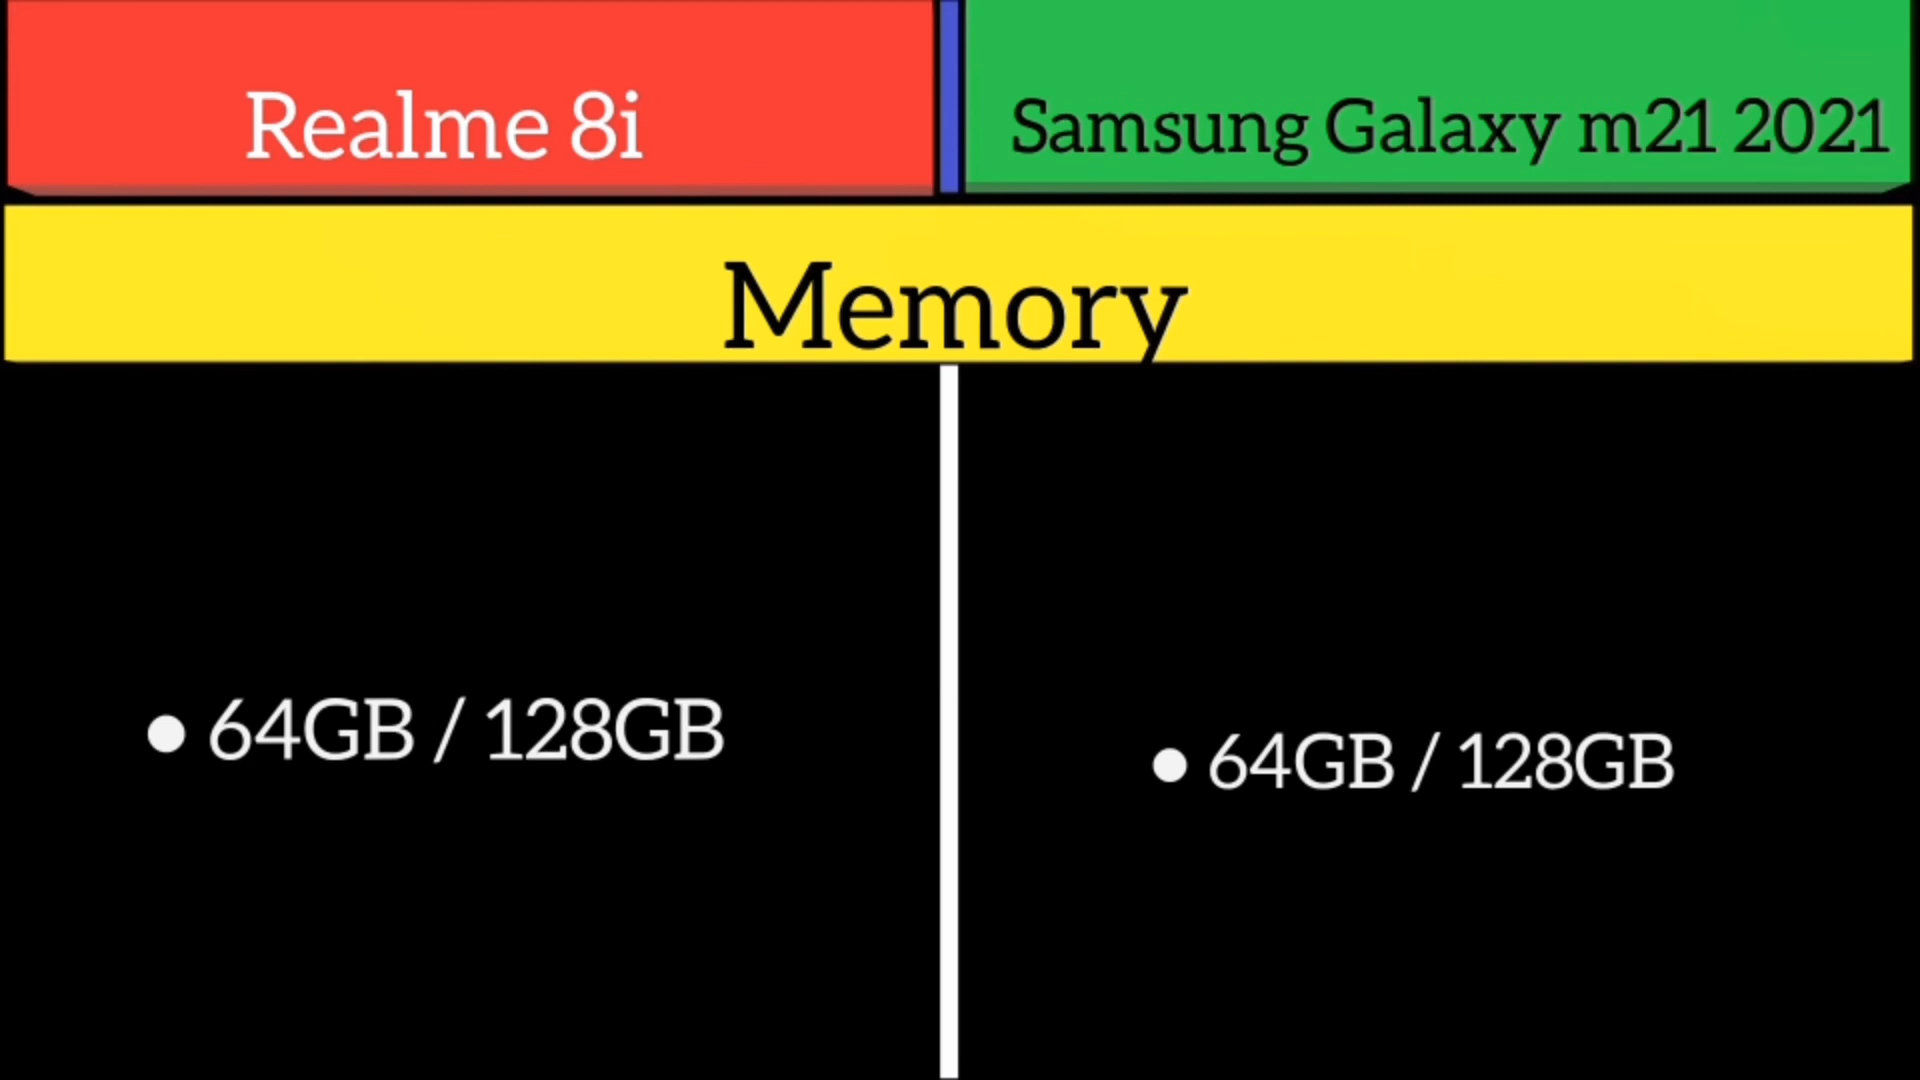 Realme 8i
Samsung Galaxy m21 2021
Memory
● 64GB / 128GB
● 64GB / 128GB